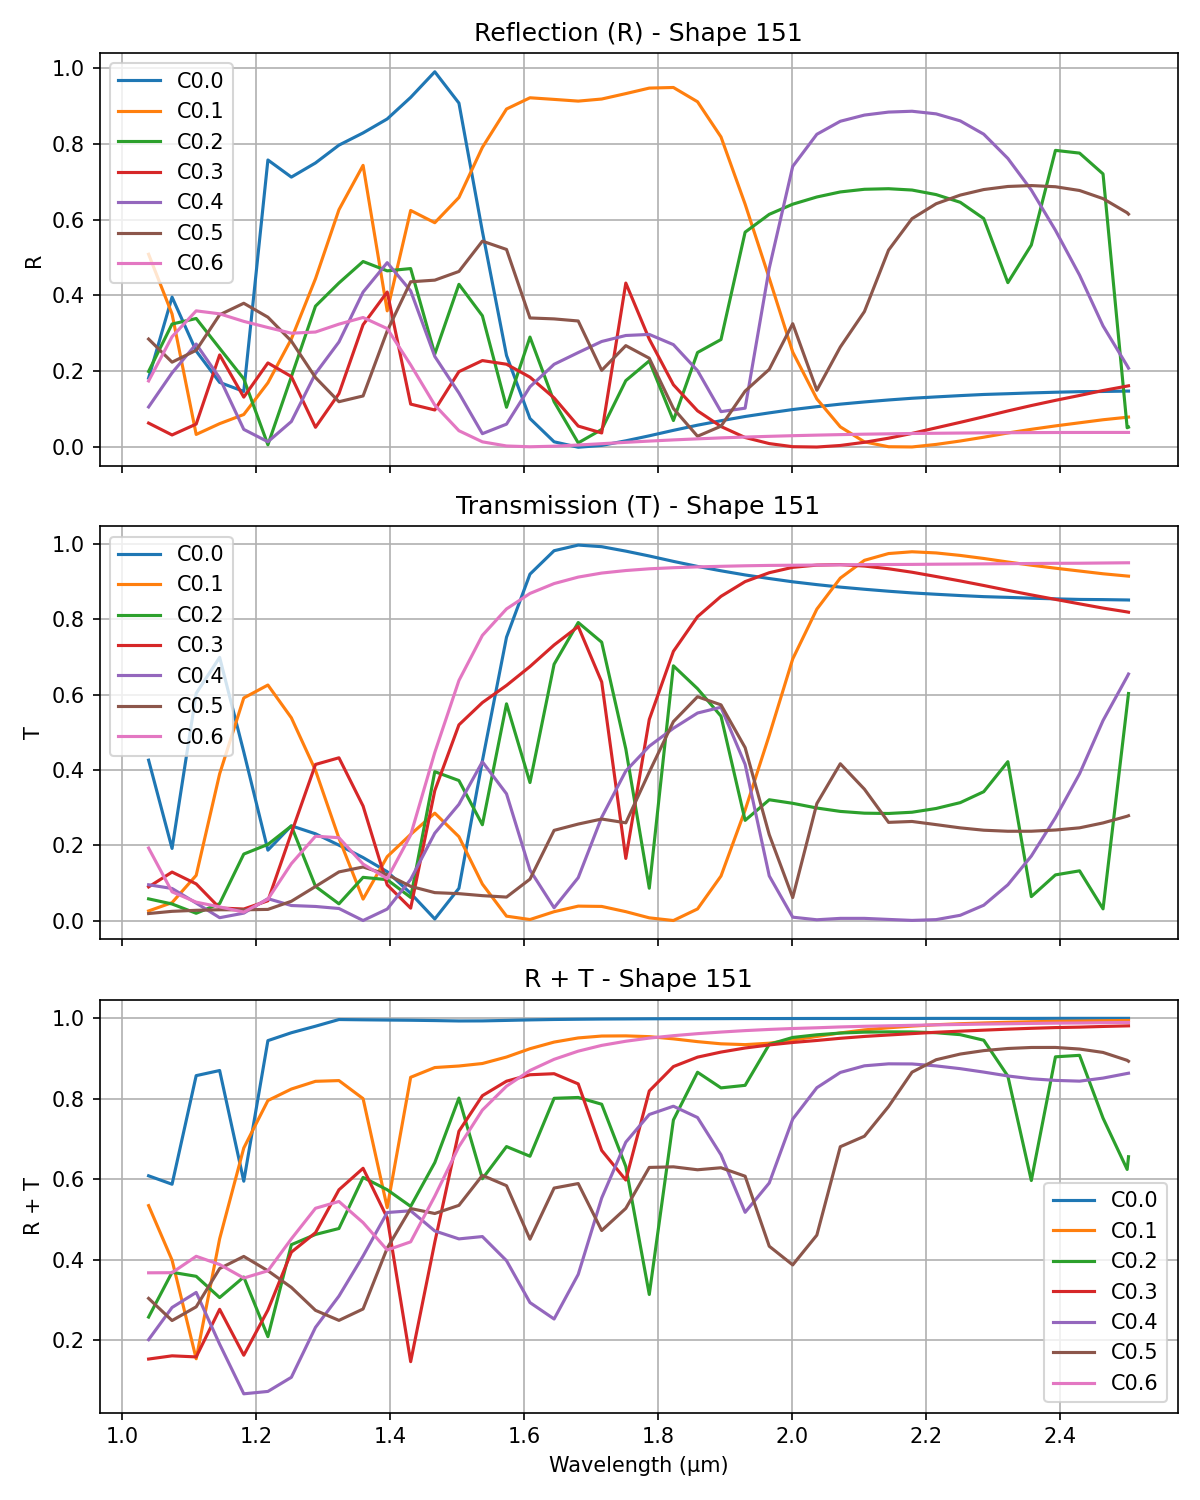 Reflection (R) - Shape 151
1.0
0.8
0.6
0.4
0.2
0.0
R
C0.0
C0.1
C0.2
C0.3
C0.4
C0.5
C0.6
Transmission (T) - Shape 151
1.0
0.8
0.6
0.4
0.2
0.0
T
C0.0
C0.1
C0.2
C0.3
C0.4
C0.5
C0.6
R + T - Shape 151
1.0
0.8
0.6
0.4
0.2
R + T
C0.0
C0.1
C0.2
C0.3
C0.4
C0.5
C0.6
1.0 1.2 1.4 1.6 1.8 2.0 2.2 2.4
Wavelength (μm)